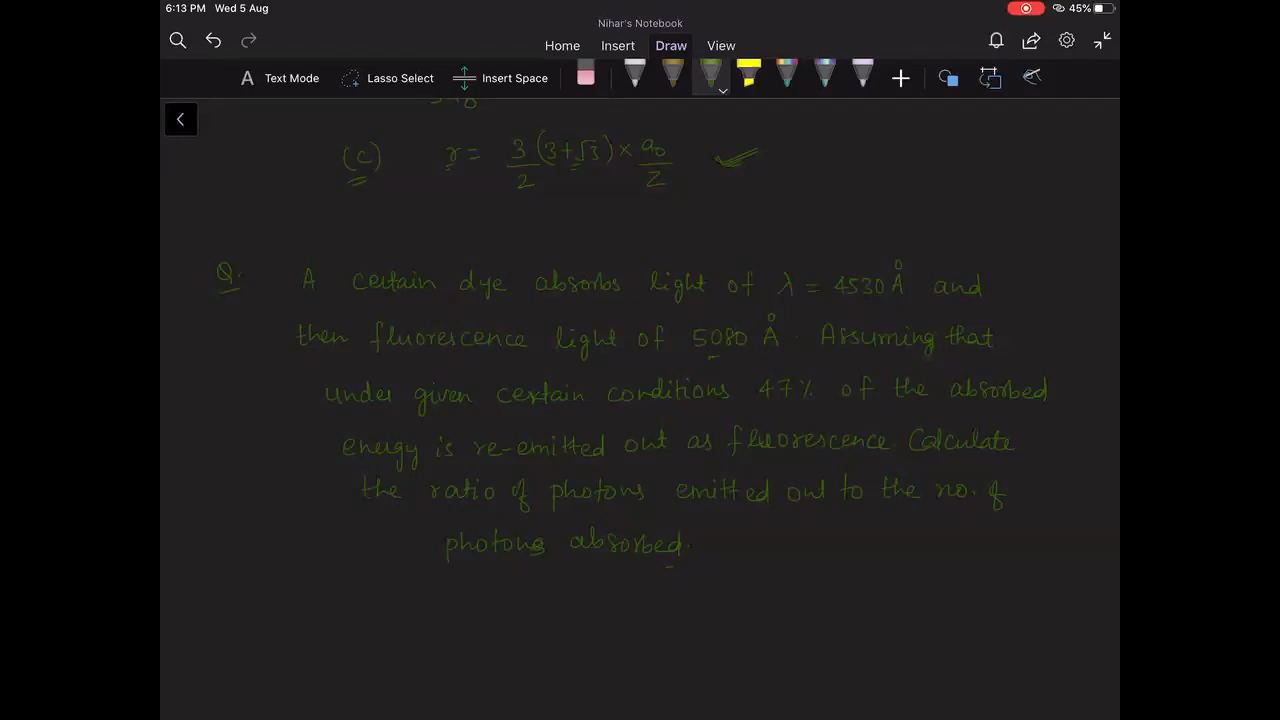 6:13 PM Wed 5 Aug
45%
Nihar's Notebook
Home Insert Draw View
A Text Mode Lasso Select Insert Space
(c) r = 3/2 (3+√3) × a₀/Z
Q. A certain dye absorbs light of λ = 4530 Å and
then fluorescence light of 5080 Å. Assuming that
under given certain conditions 47% of the absorbed
energy is re-emitted out as fluorescence. Calculate
the ratio of photons emitted out to the no. of
photons absorbed.